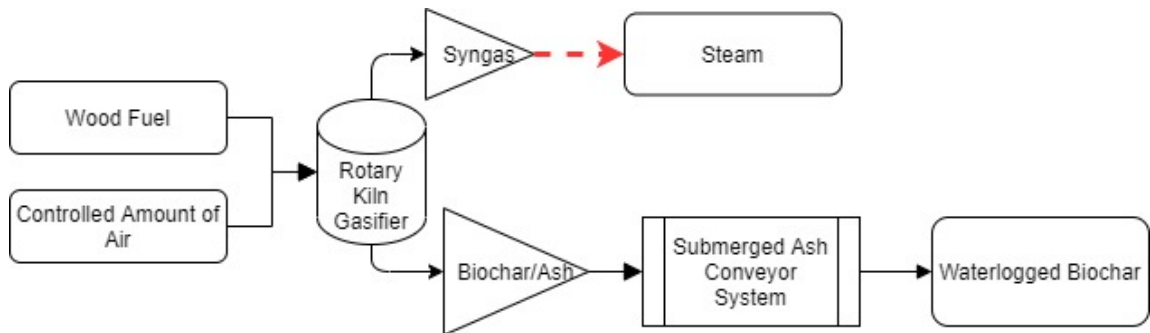 Syngas
Steam
Wood Fuel
Rotary
Kiln
Gasifier
Controlled Amount of
Air
Biochar/Ash
Submerged Ash
Conveyor
System
Waterlogged Biochar